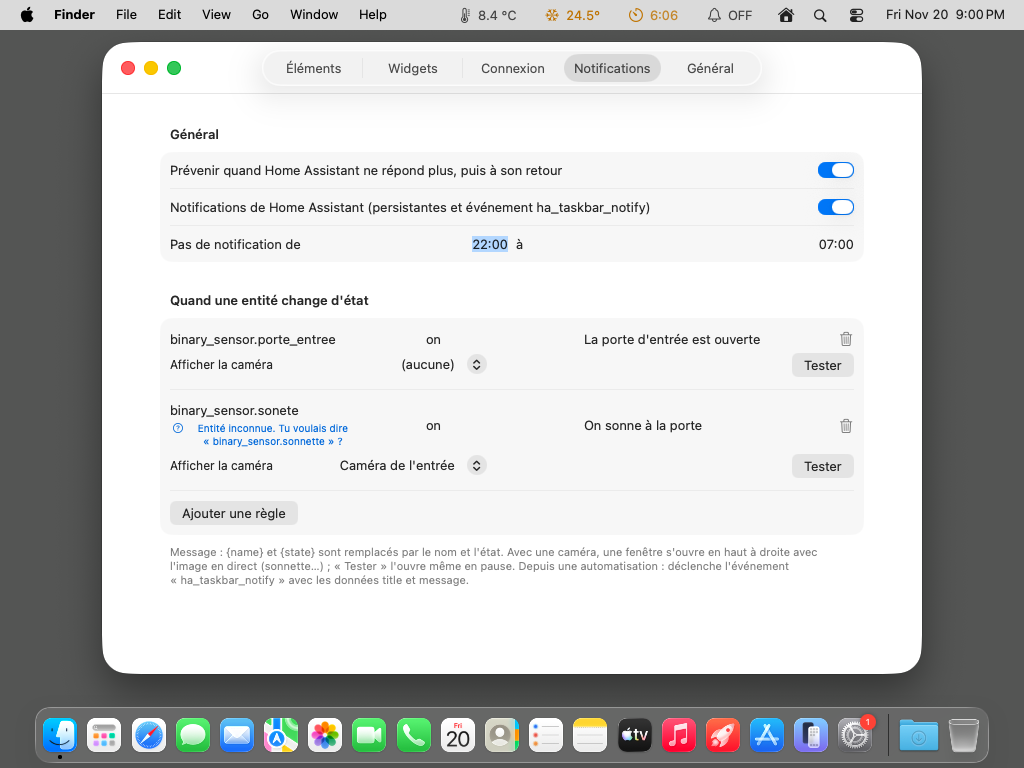 Finder File Edit View Go Window Help 8.4 °C 24.5° 6:06 OFF Fri Nov 20 9:00 PM
Éléments Widgets Connexion Notifications Général
Général
Prévenir quand Home Assistant ne répond plus, puis à son retour
Notifications de Home Assistant (persistantes et événement ha_taskbar_notify)
Pas de notification de 22:00 à 07:00
Quand une entité change d'état
binary_sensor.porte_entree on La porte d'entrée est ouverte
Afficher la caméra (aucune) Tester
binary_sensor.sonete
Entité inconnue. Tu voulais dire
« binary_sensor.sonnette » ?
on On sonne à la porte
Afficher la caméra Caméra de l'entrée Tester
Ajouter une règle
Message : {name} et {state} sont remplacés par le nom et l'état. Avec une caméra, une fenêtre s'ouvre en haut à droite avec
l'image en direct (sonnette…) ; « Tester » l'ouvre même en pause. Depuis une automatisation : déclenche l'événement
« ha_taskbar_notify » avec les données title et message.
Fri
20
tv
1